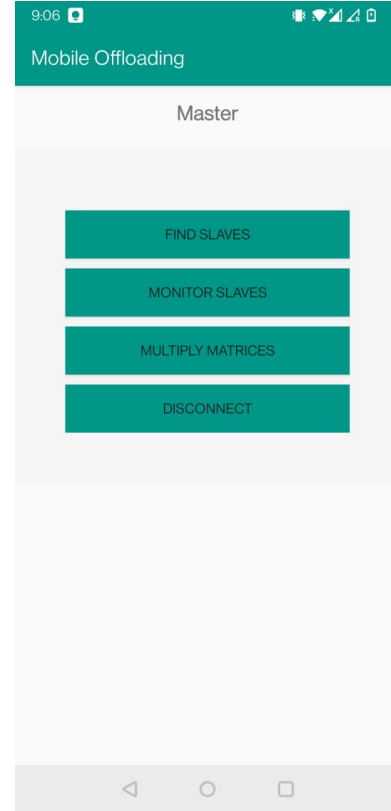 9:06
Mobile Offloading
Master
FIND SLAVES
MONITOR SLAVES
MULTIPLY MATRICES
DISCONNECT